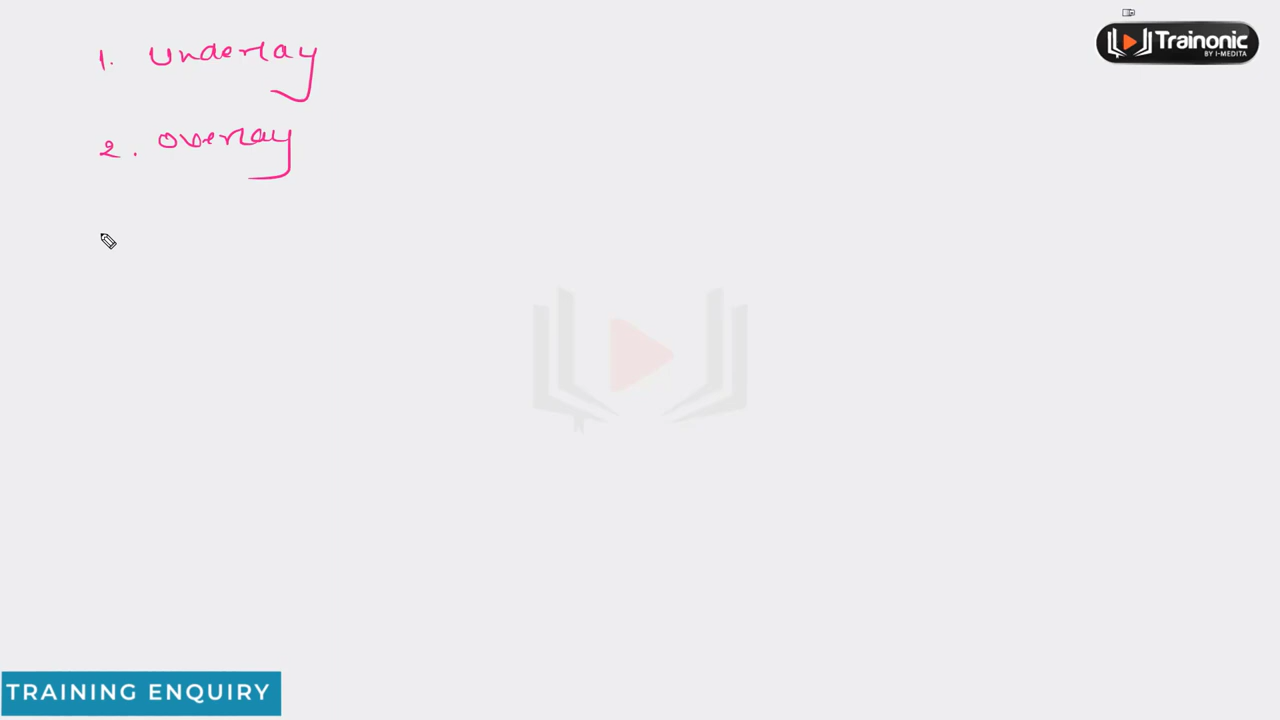 1. Underlay
Trainonic
BY I-MEDITA
2. Overlay
TRAINING ENQUIRY